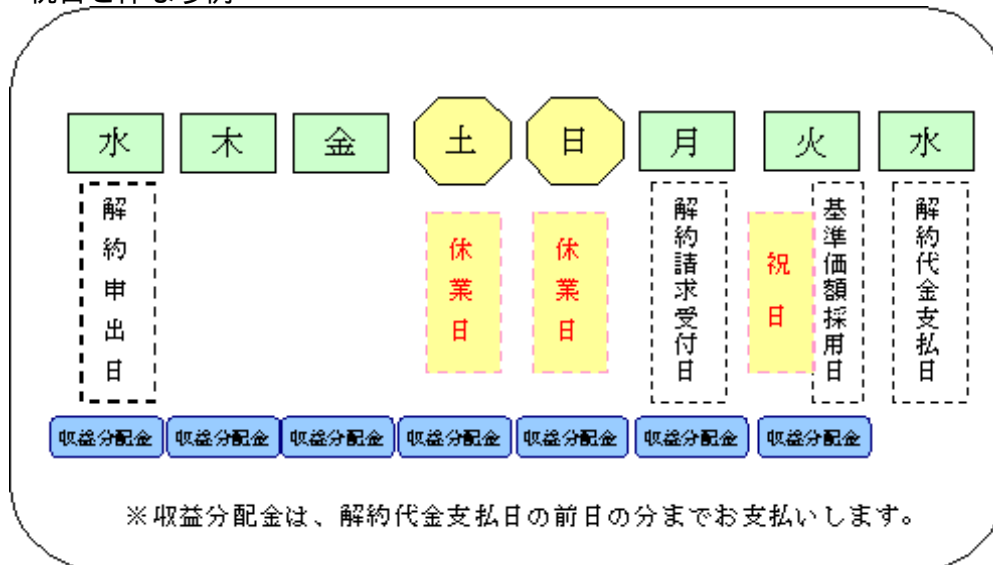 水 木 金 土 日 月 火 水
解約申出日
休業日
休業日
解約請求受付日
祝日
基準価額採用日
解約代金支払日
収益分配金 収益分配金 収益分配金 収益分配金 収益分配金 収益分配金 収益分配金
※収益分配金は、解約代金支払日の前日の分までお支払いします。